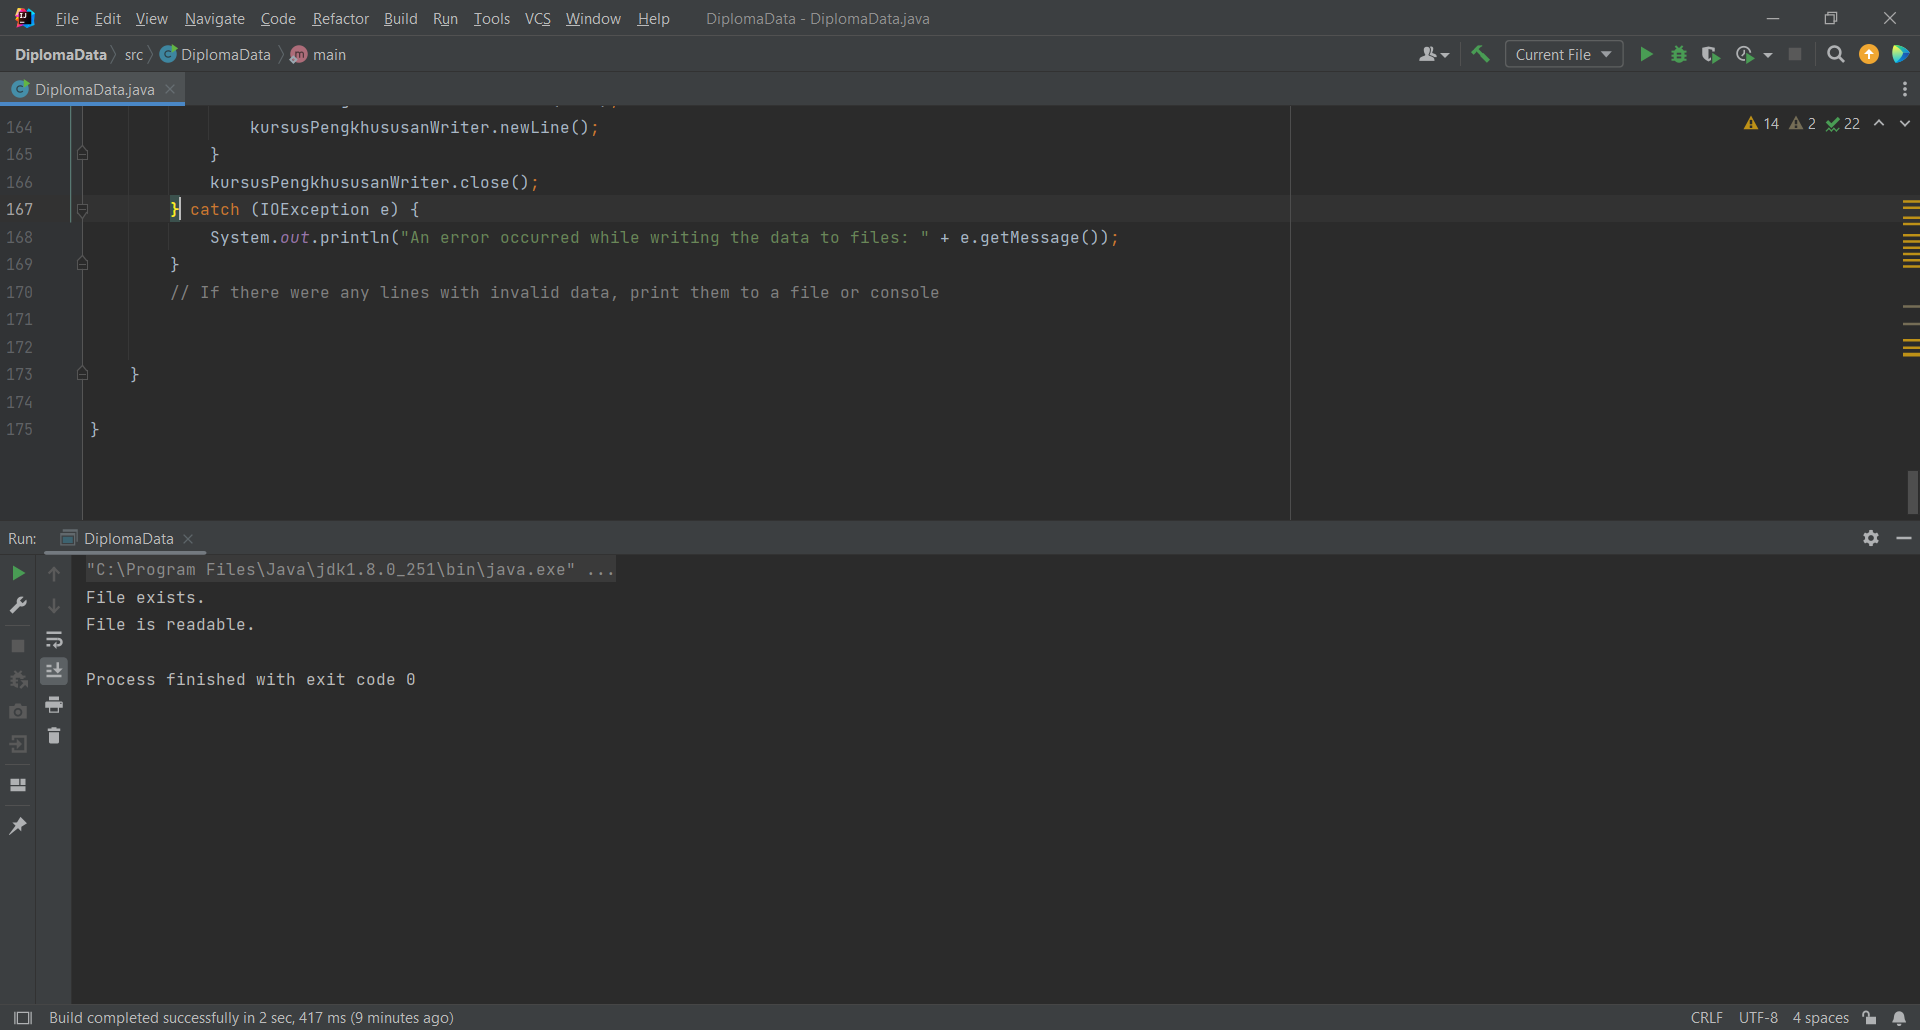 File Edit View Navigate Code Refactor Build Run Tools VCS Window Help DiplomaData - DiplomaData.java
DiplomaData src DiplomaData main Current File
DiplomaData.java
164 kursusPengkhususanWriter.newLine();
14 2 22
165 }
166 kursusPengkhususanWriter.close();
167 } catch (IOException e) {
168 System.out.println("An error occurred while writing the data to files: " + e.getMessage());
169 }
170 // If there were any lines with invalid data, print them to a file or console
171
172
173 }
174
175 }
Run: DiplomaData
"C:\Program Files\Java\jdk1.8.0_251\bin\java.exe" ...
File exists.
File is readable.
Process finished with exit code 0
Build completed successfully in 2 sec, 417 ms (9 minutes ago) CRLF UTF-8 4 spaces